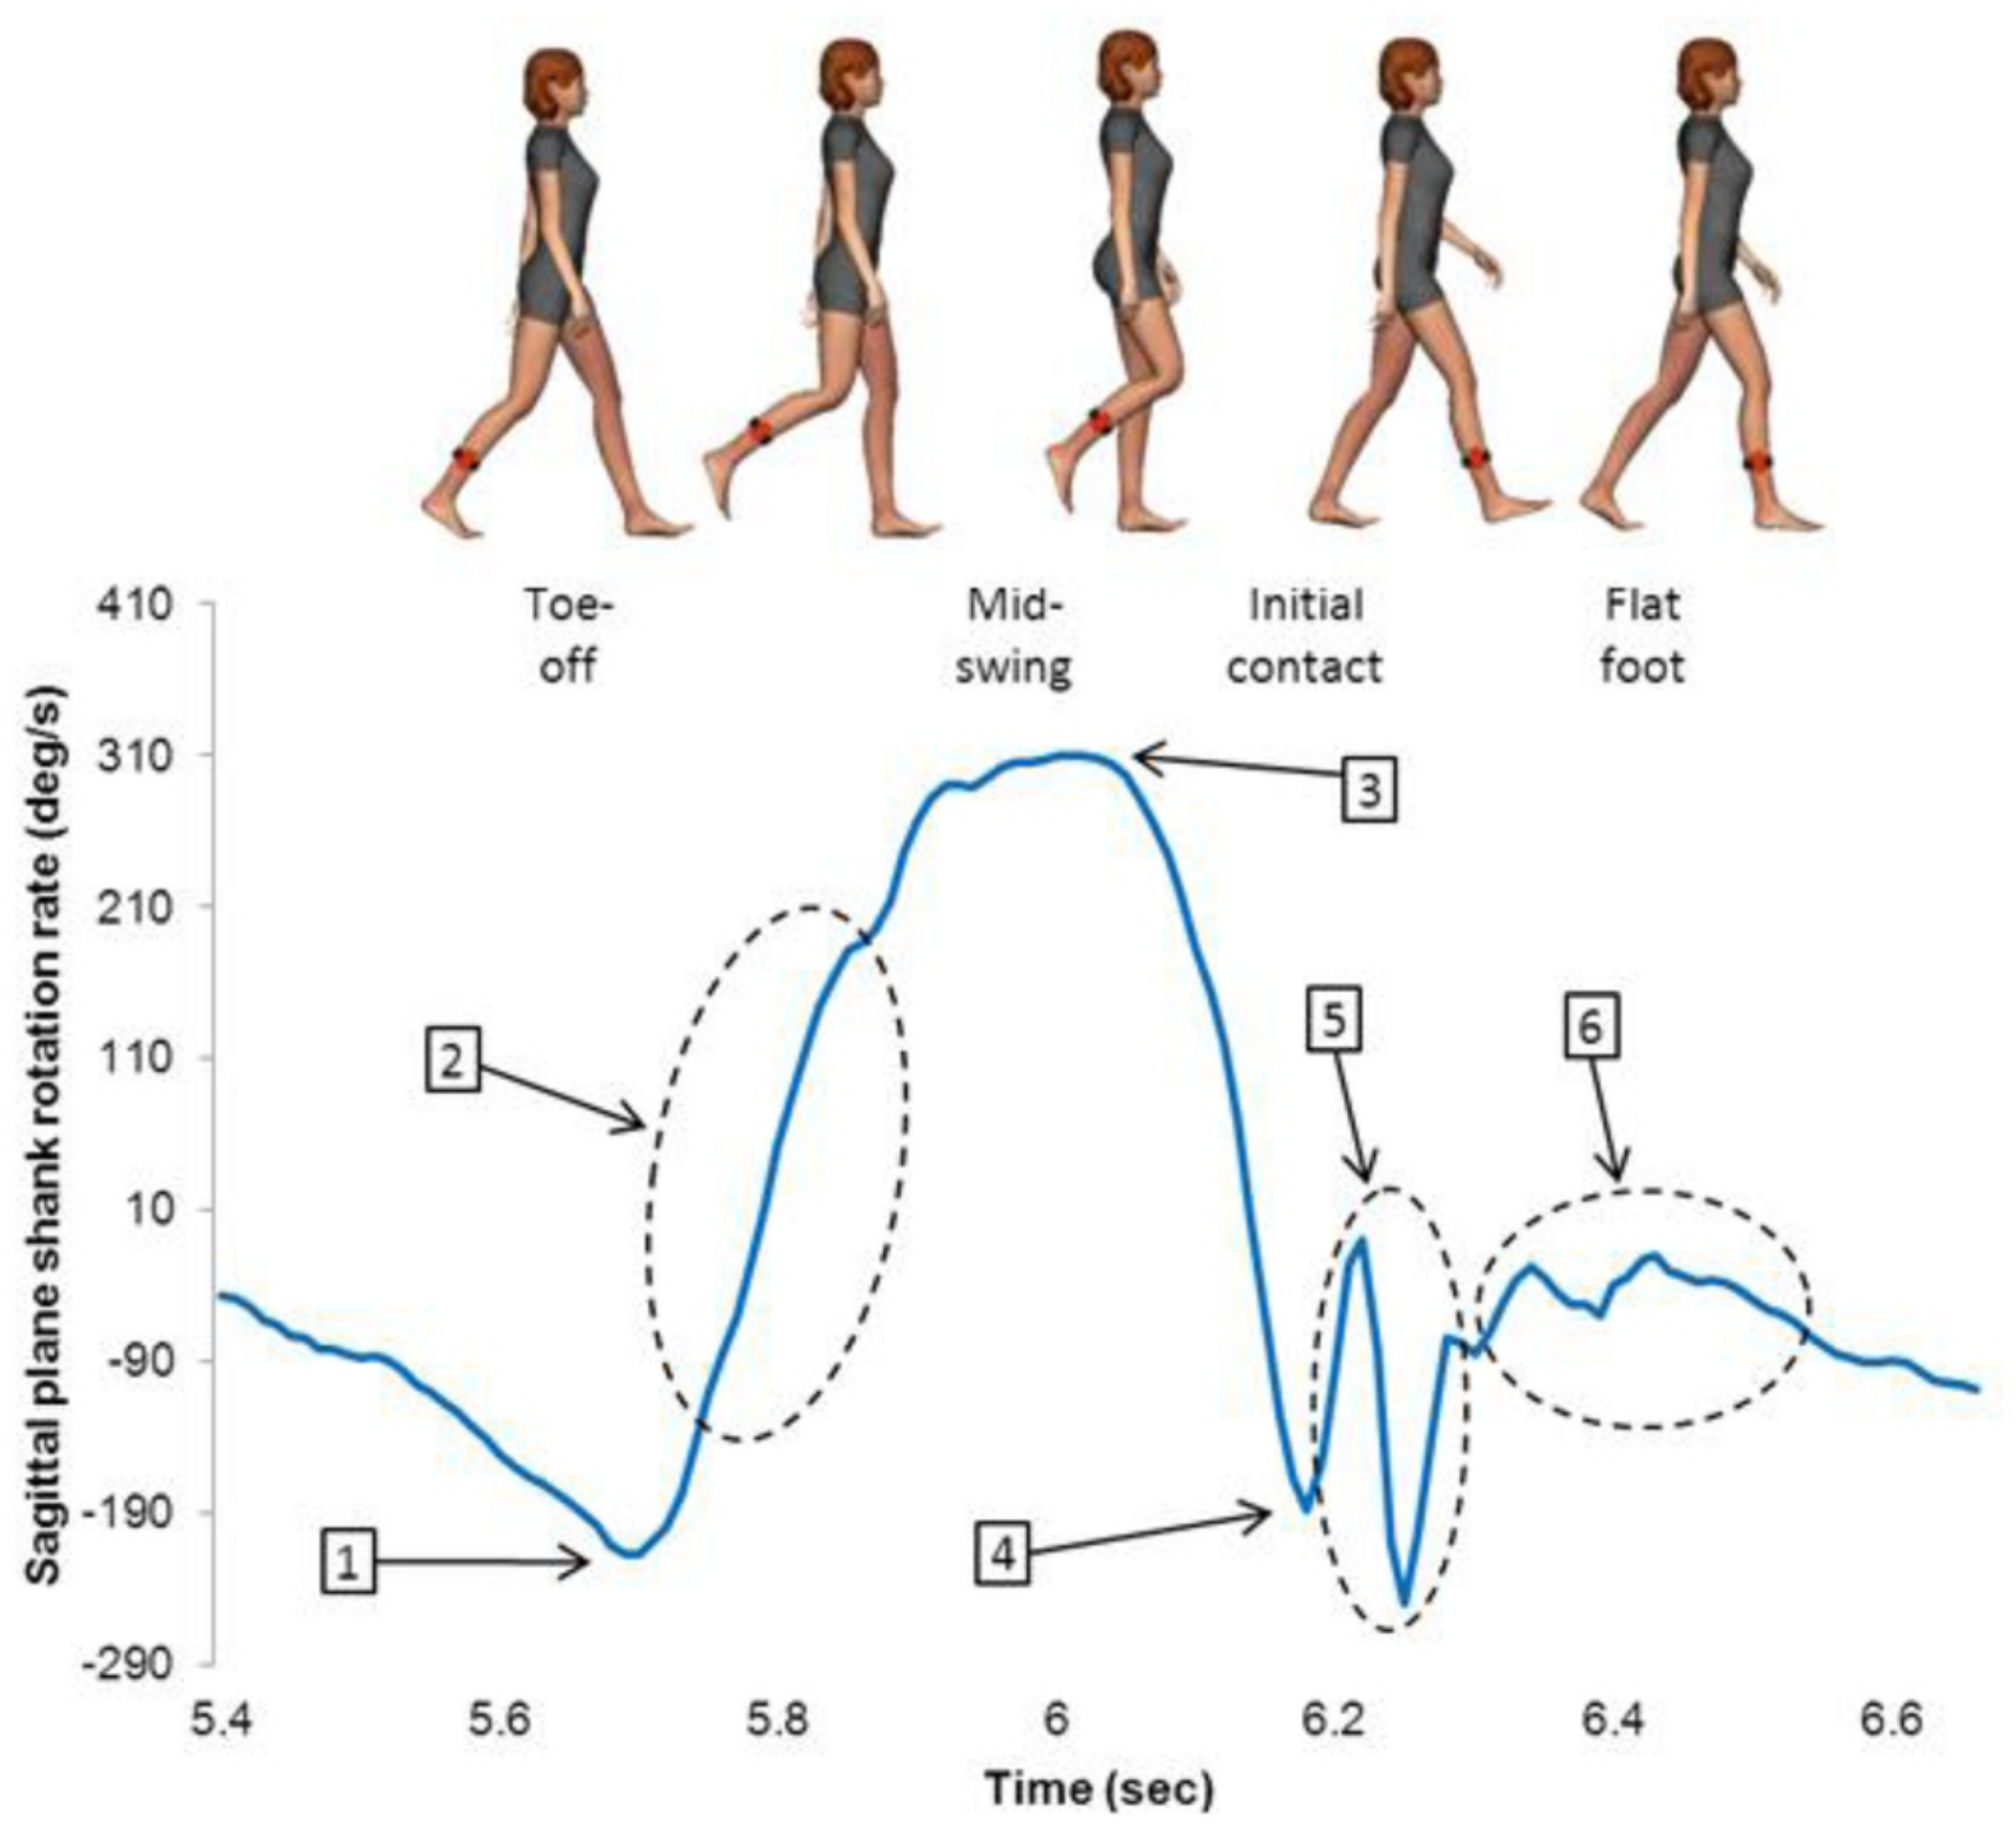 Toe-
off
Mid-
swing
Initial
contact
Flat
foot
Sagittal plane shank rotation rate (deg/s)
410
310
210
110
10
-90
-190
-290
1
2
3
4
5
6
5.4
5.6
5.8
6
6.2
6.4
6.6
Time (sec)